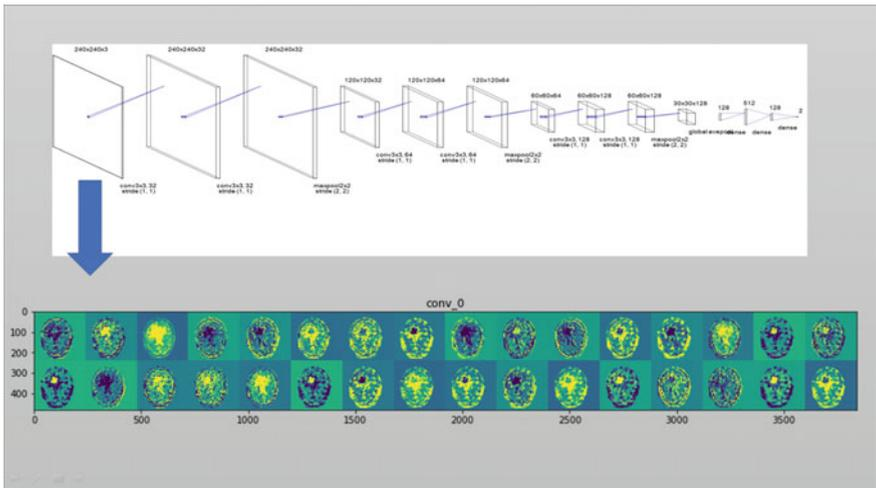 240x240x3
240x240x32
240x240x32
120x120x32
120x120x64
120x120x64
60x60x64
60x60x128
60x60x128
30x30x128
128
512
128
2
conv3x3, 32
stride (1, 1)
conv3x3, 32
stride (1, 1)
maxpool2x2
stride (2, 2)
conv3x3, 64
stride (1, 1)
conv3x3, 64
stride (1, 1)
maxpool2x2
stride (2, 2)
conv3x3, 128
stride (1, 1)
conv3x3, 128
stride (1, 1)
maxpool2x2
stride (2, 2)
global
dense
dense
conv_0
0
100
200
300
400
0
500
1000
1500
2000
2500
3000
3500